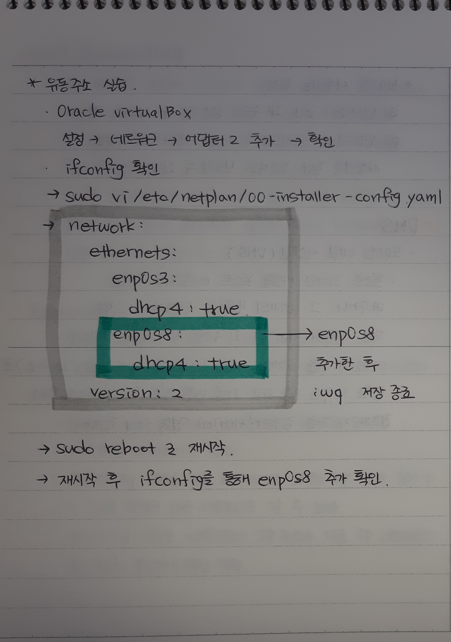 * 유동주소 실습.
· Oracle virtualBox
설정 → 네트워크 → 어댑터 2 추가 → 확인
· ifconfig 확인
→ sudo vi /etc/netplan/00-installer-config yaml
→ network:
ethernets:
enp0s3:
dhcp4: true
enp0s8: → enp0s8
dhcp4: true 추가한 후
version: 2 :wq 저장 종료
→ sudo reboot 로 재시작.
→ 재시작 후 ifconfig를 통해 enp0s8 추가 확인.